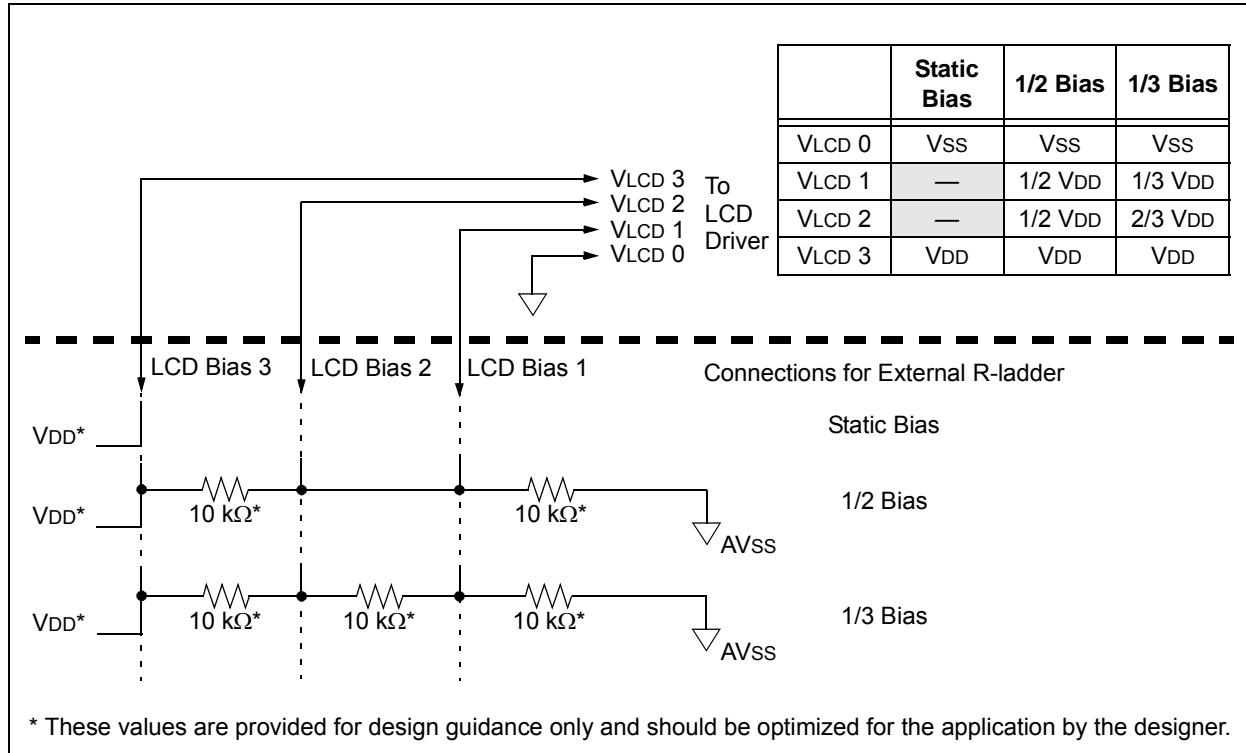 Static Bias 1/2 Bias 1/3 Bias
VLCD 0 VSS VSS VSS
VLCD 1 — 1/2 VDD 1/3 VDD
VLCD 2 — 1/2 VDD 2/3 VDD
VLCD 3 VDD VDD VDD
VLCD 3
VLCD 2
VLCD 1
VLCD 0
To
LCD
Driver
LCD Bias 3 LCD Bias 2 LCD Bias 1 Connections for External R-ladder
VDD* Static Bias
VDD* 10 kΩ* 10 kΩ* AVSS 1/2 Bias
VDD* 10 kΩ* 10 kΩ* 10 kΩ* AVSS 1/3 Bias
* These values are provided for design guidance only and should be optimized for the application by the designer.